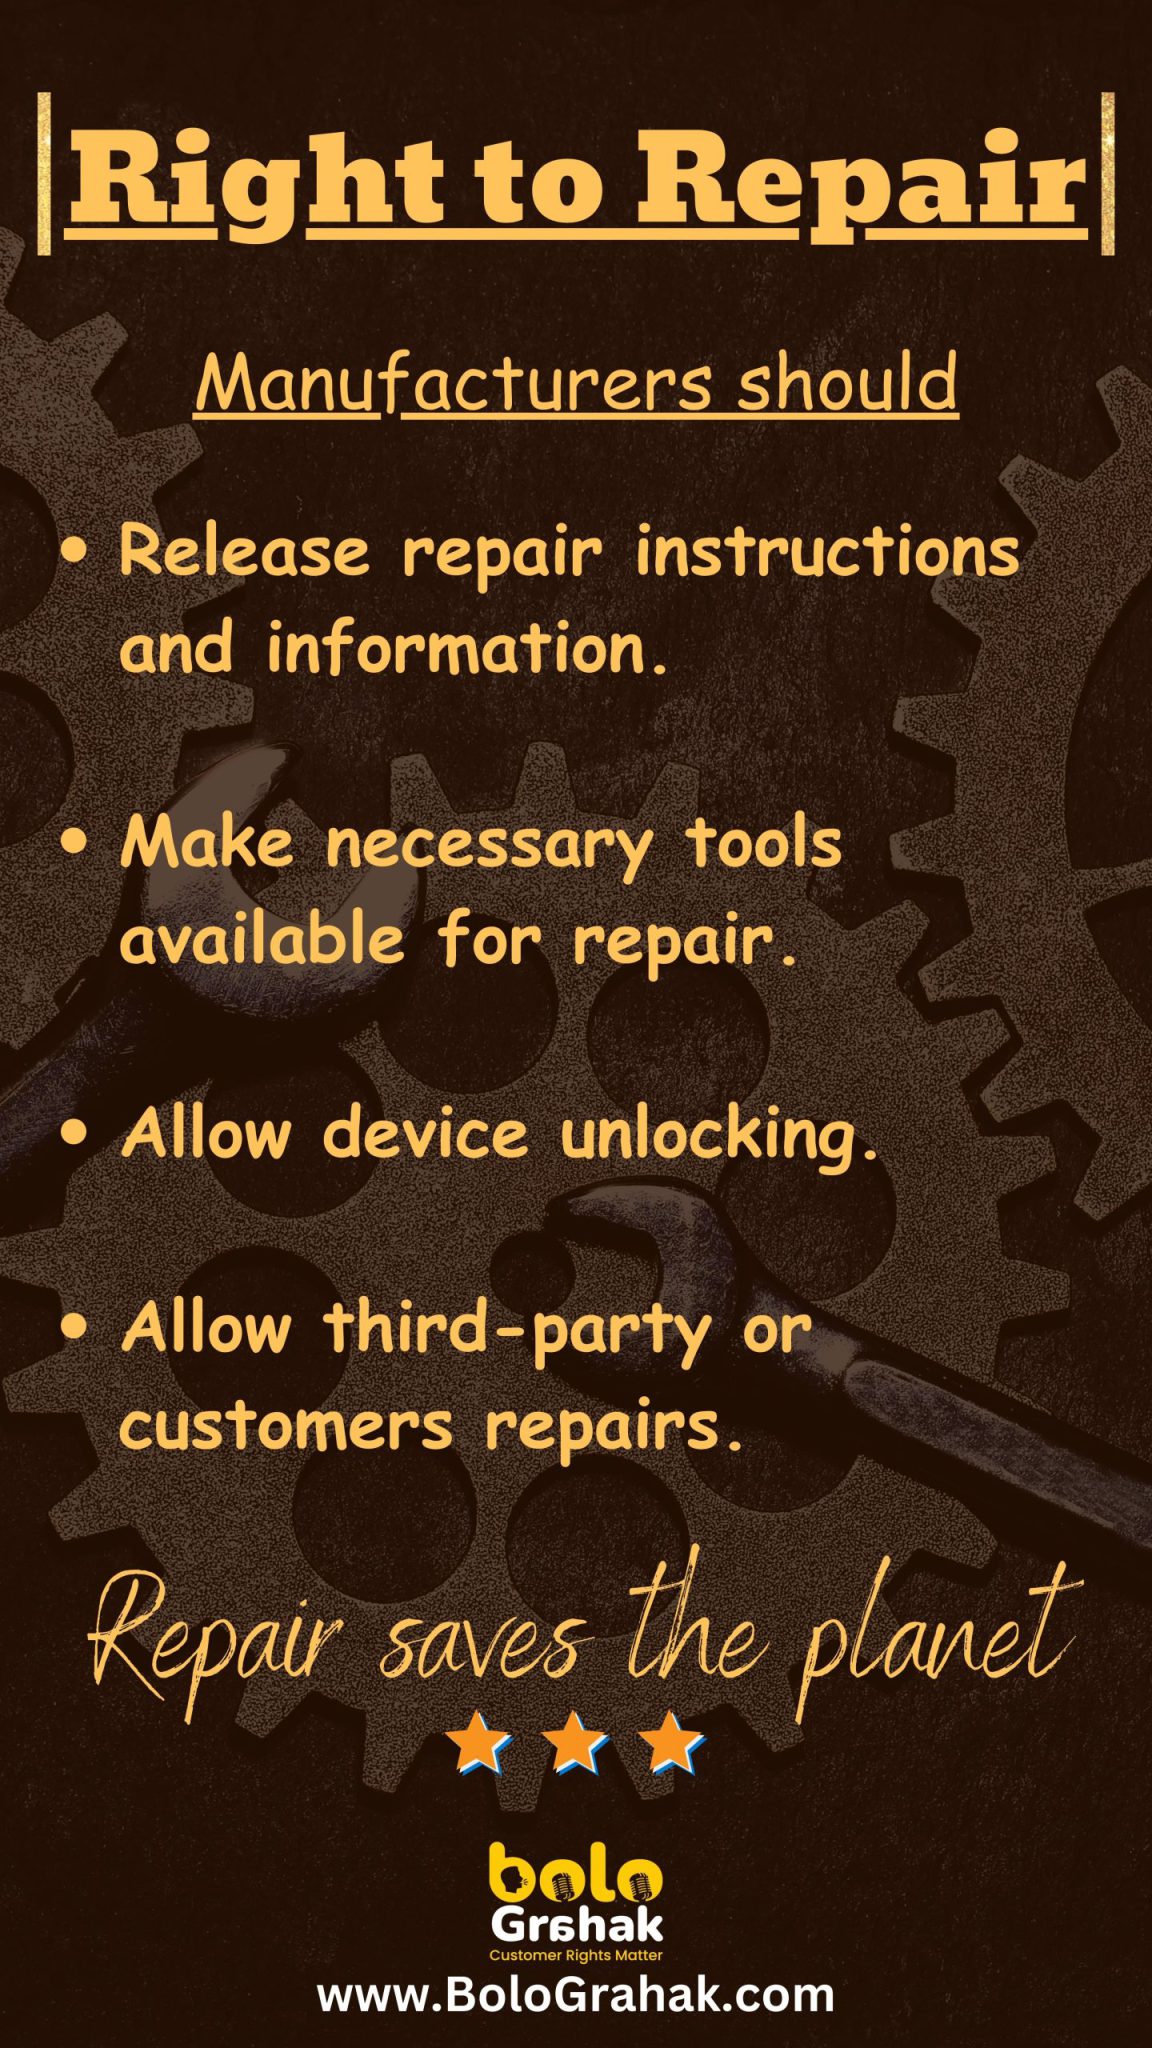 Right to Repair
Manufacturers should
• Release repair instructions
and information.
• Make necessary tools
available for repair.
• Allow device unlocking.
• Allow third-party or
customers repairs.
Repair saves the planet
bolo
Grahak
Customer Rights Matter
www.BoloGrahak.com